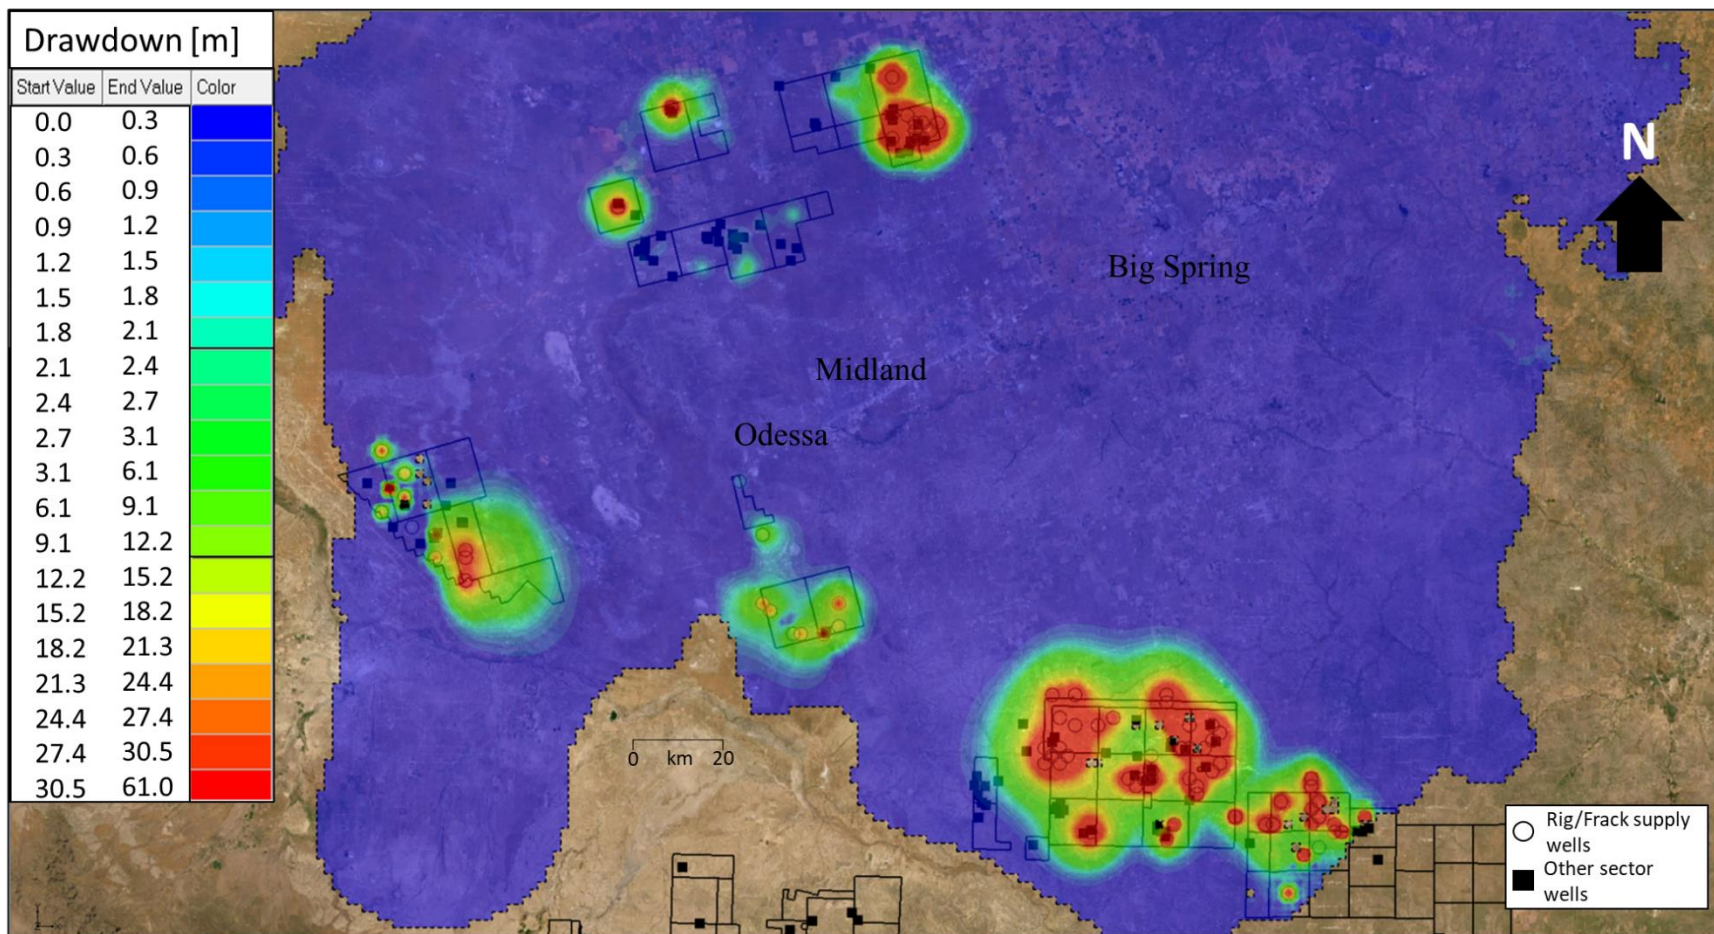 Drawdown [m]
Start Value End Value Color
0.0 0.3
0.3 0.6
0.6 0.9
0.9 1.2
1.2 1.5
1.5 1.8
1.8 2.1
2.1 2.4
2.4 2.7
2.7 3.1
3.1 6.1
6.1 9.1
9.1 12.2
12.2 15.2
15.2 18.2
18.2 21.3
21.3 24.4
24.4 27.4
27.4 30.5
30.5 61.0
N
Big Spring
Midland
Odessa
0 km 20
Rig/Frack supply
wells
Other sector
wells